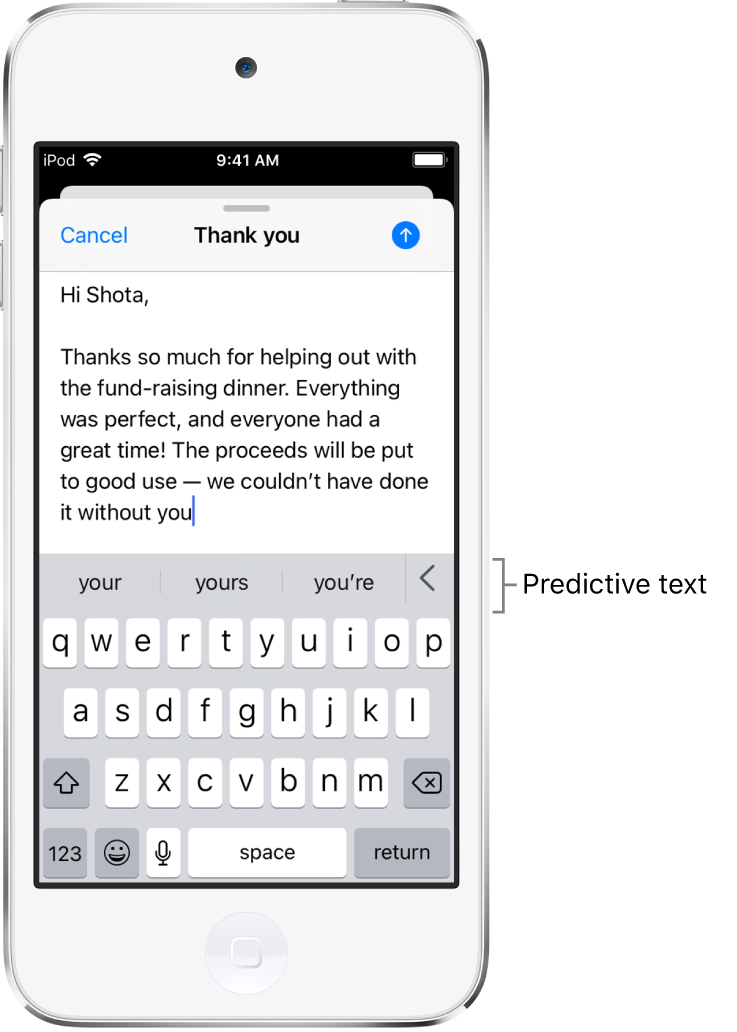 iPod 9:41 AM
Cancel Thank you
Hi Shota,
Thanks so much for helping out with
the fund-raising dinner. Everything
was perfect, and everyone had a
great time! The proceeds will be put
to good use — we couldn’t have done
it without you
your yours you’re
Predictive text
q w e r t y u i o p
a s d f g h j k l
z x c v b n m
123 space return